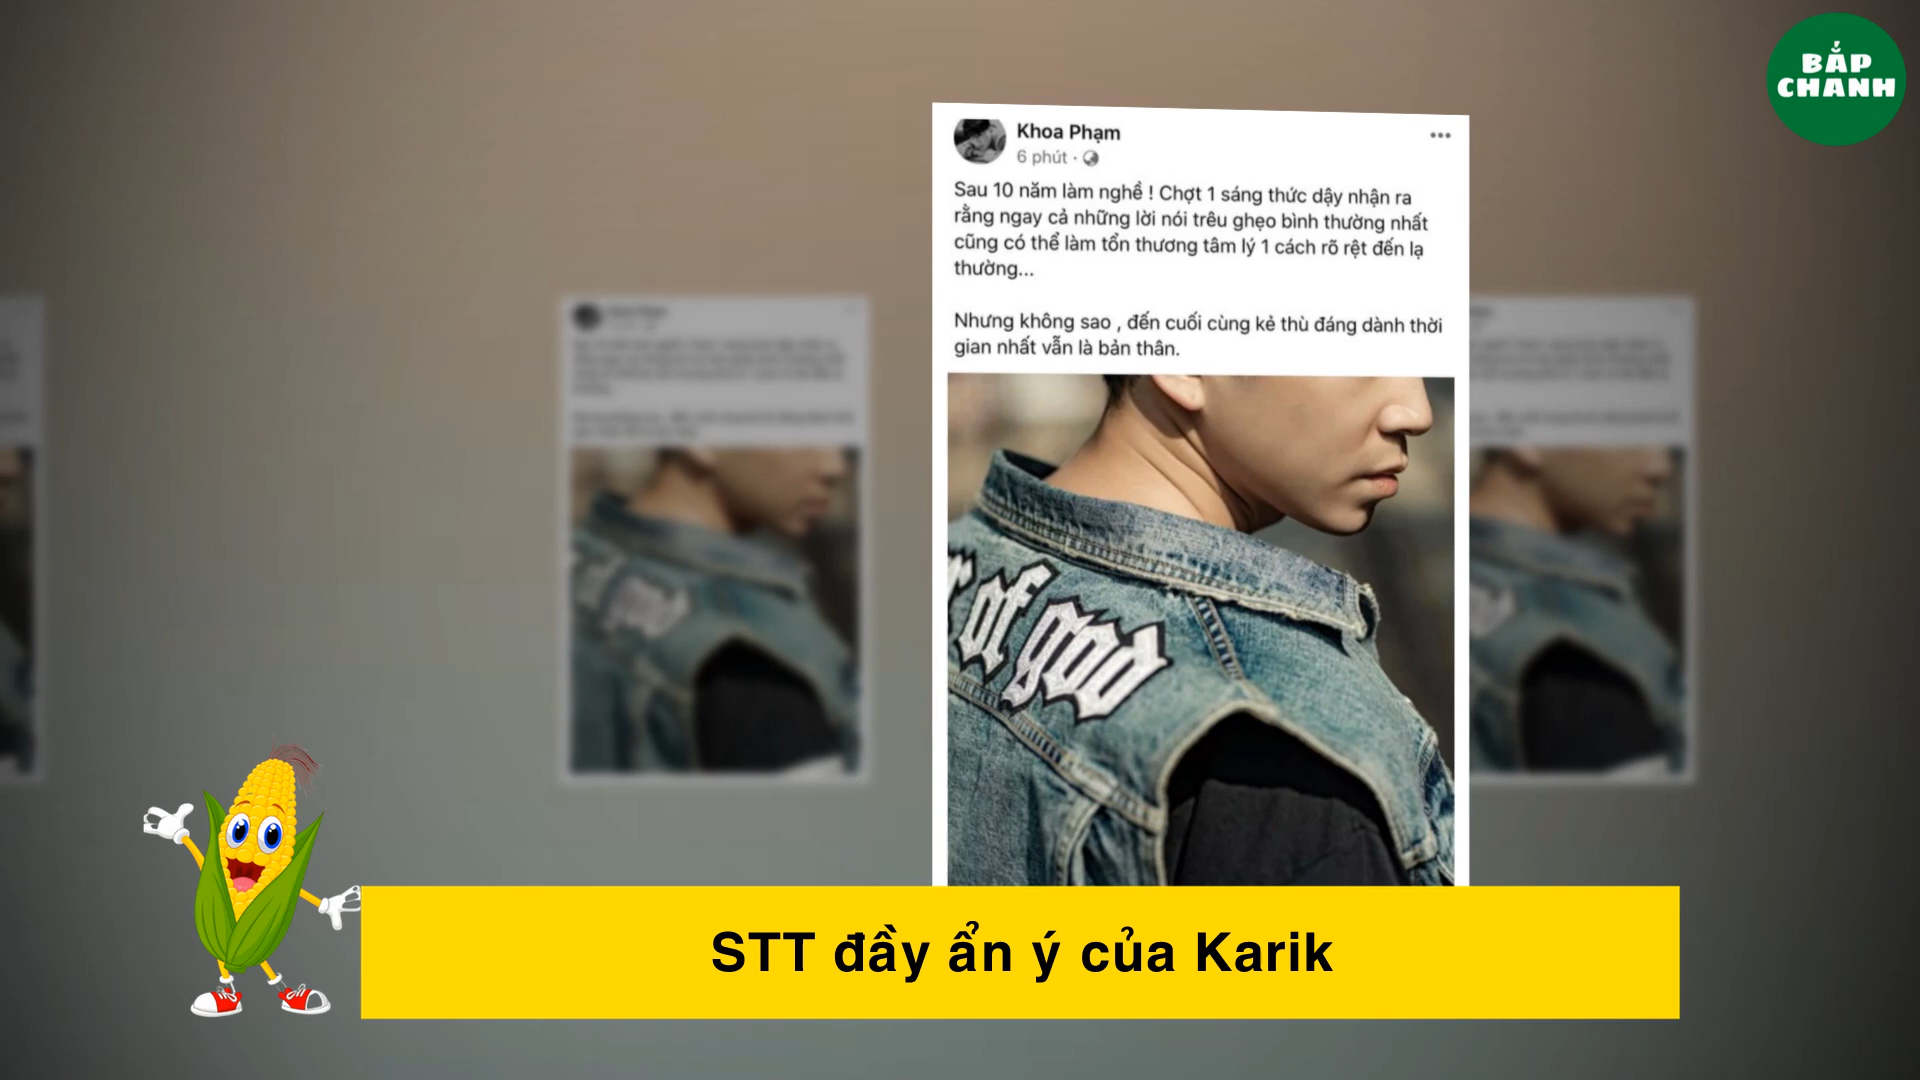 BẮP
CHANH
Khoa Phạm
6 phút ·
Sau 10 năm làm nghề ! Chợt 1 sáng thức dậy nhận ra
rằng ngay cả những lời nói trêu ghẹo bình thường nhất
cũng có thể làm tổn thương tâm lý 1 cách rõ rệt đến lạ
thường...
Nhưng không sao , đến cuối cùng kẻ thù đáng dành thời
gian nhất vẫn là bản thân.
of god
STT đầy ẩn ý của Karik